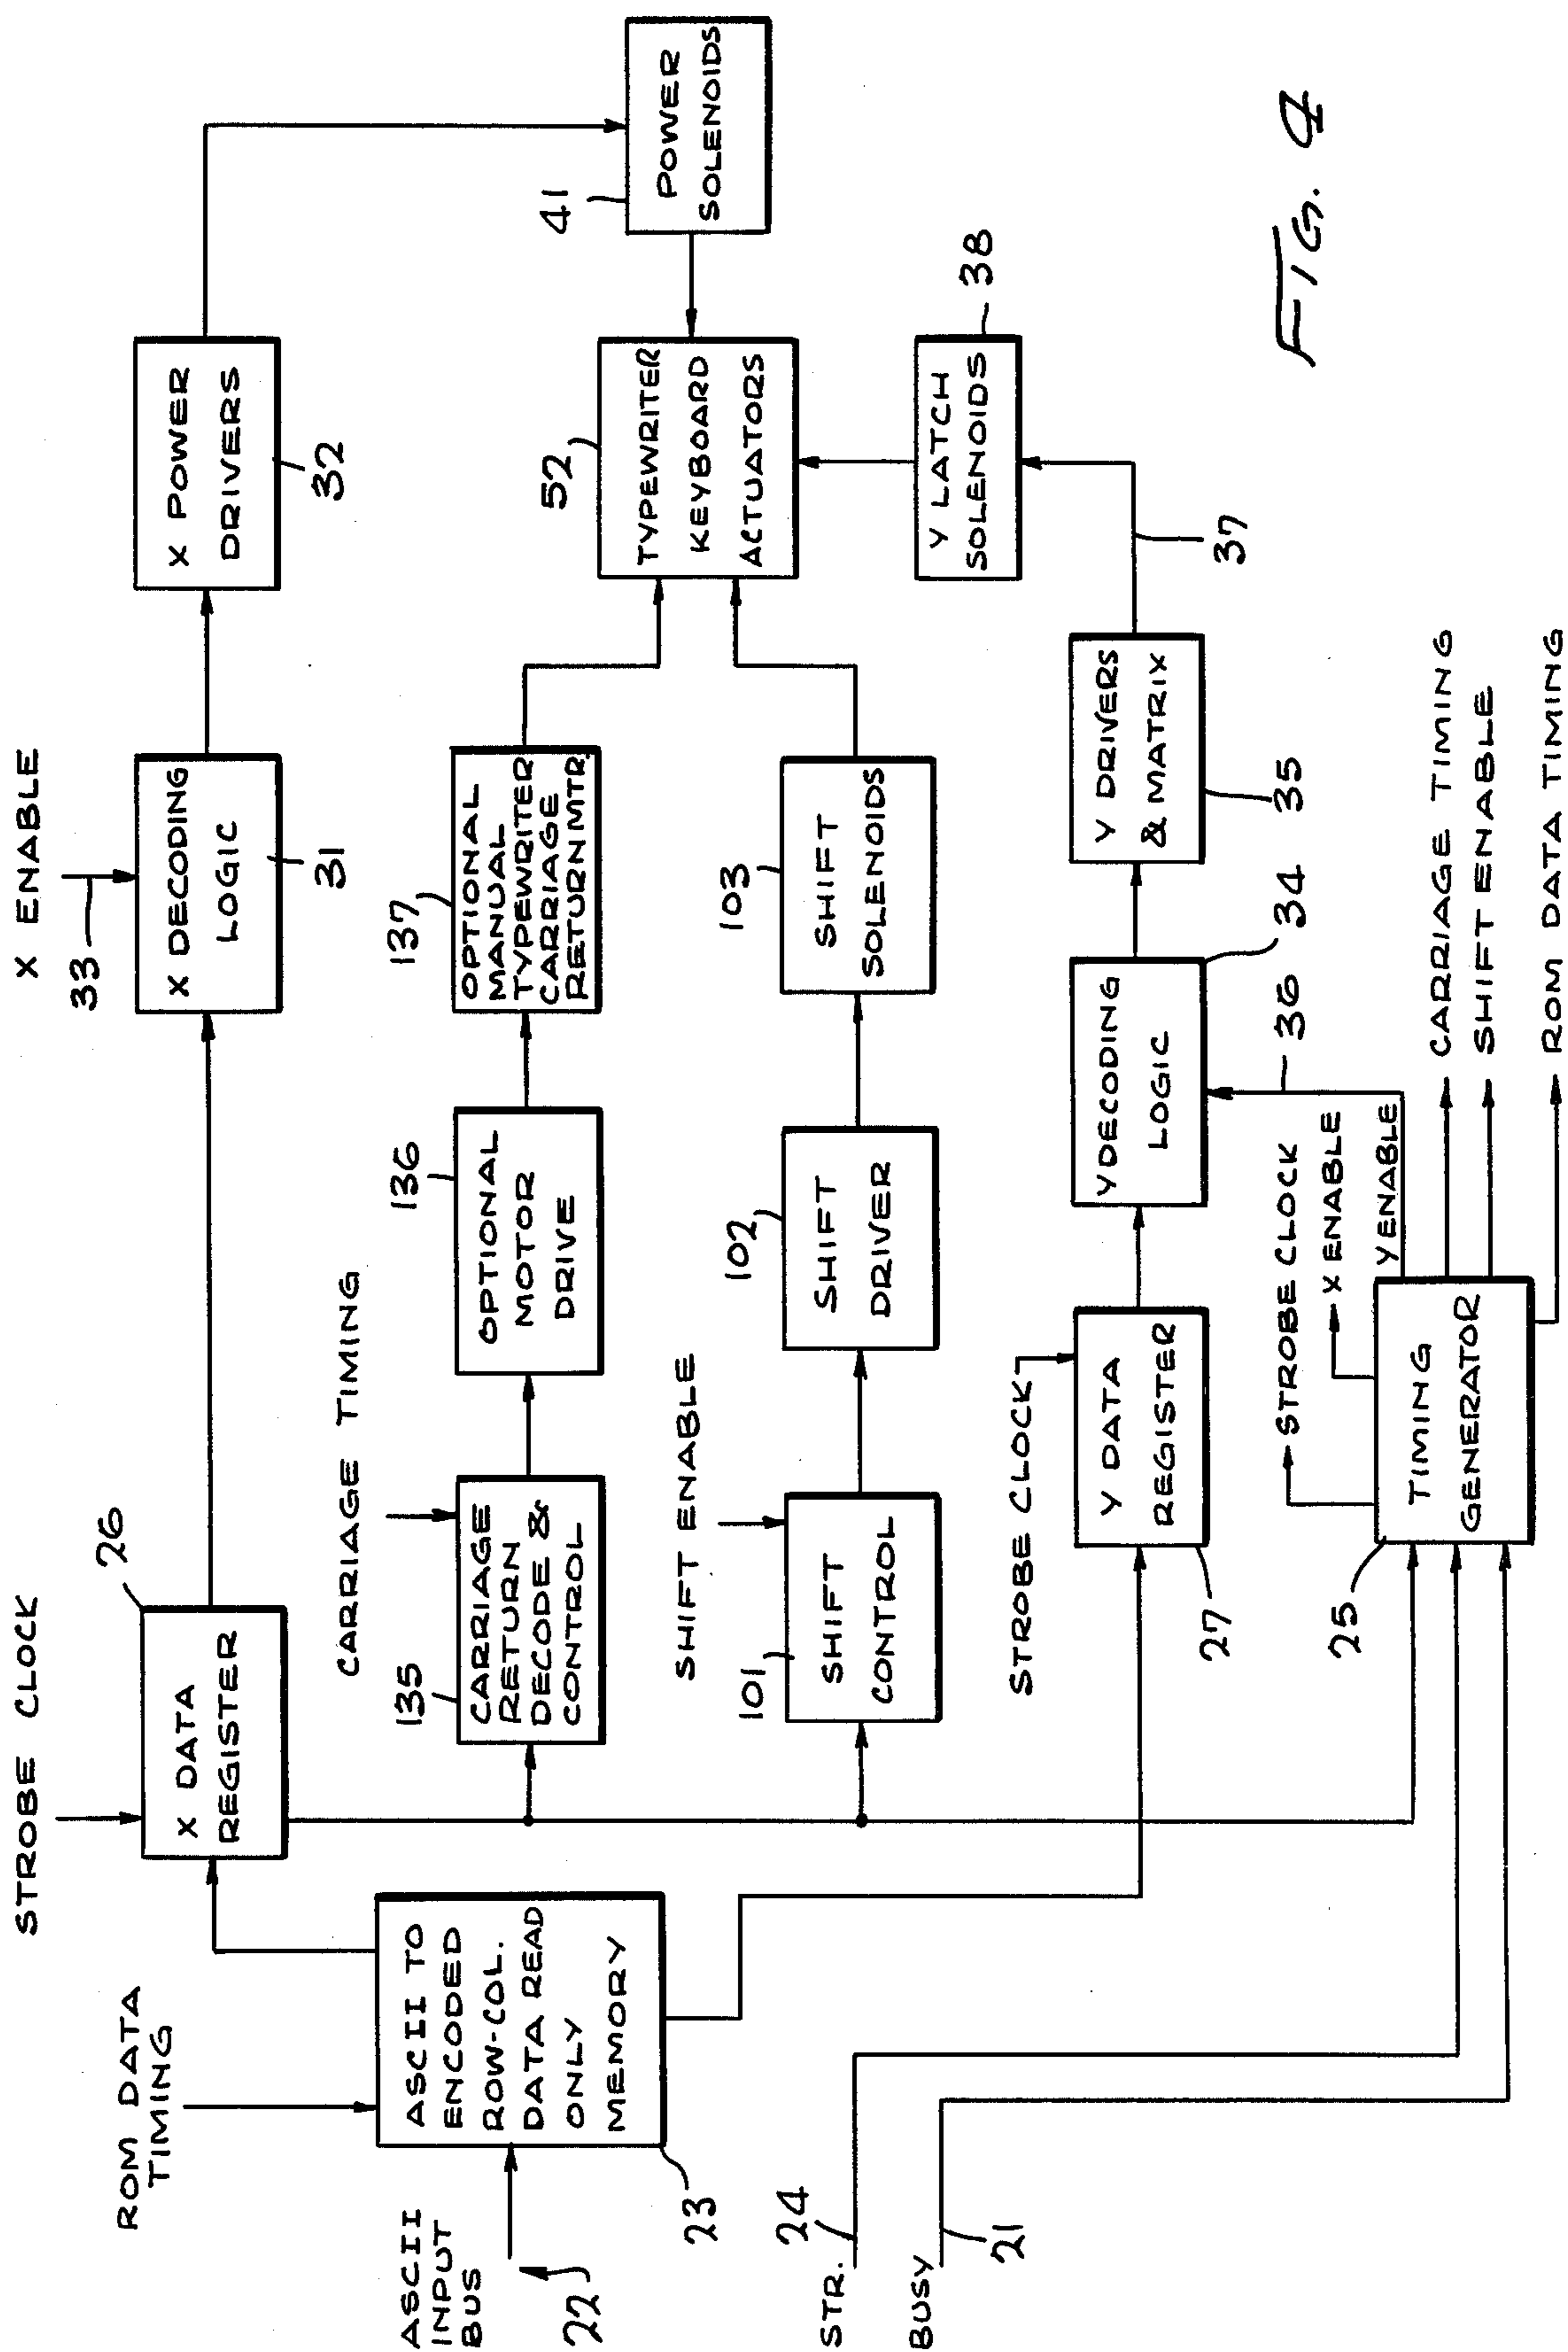 STROBE CLOCK
ROM DATA
TIMING
ASCII
INPUT
BUS
22
ASCII TO
ENCODED
ROW-COL.
DATA READ
ONLY
MEMORY
23
X DATA
REGISTER
26
X ENABLE
33
X DECODING
LOGIC
31
X POWER
DRIVERS
32
POWER
SOLENOIDS
41
CARRIAGE TIMING
CARRIAGE
RETURN
DECODE &
CONTROL
135
OPTIONAL
MOTOR
DRIVE
136
OPTIONAL
MANUAL
TYPEWRITER
CARRIAGE
RETURN MTR.
137
TYPEWRITER
KEYBOARD
ACTUATORS
52
SHIFT ENABLE
SHIFT
CONTROL
101
SHIFT
DRIVER
102
SHIFT
SOLENOIDS
103
Y LATCH
SOLENOIDS
38
STROBE CLOCK
Y DATA
REGISTER
27
Y DECODING
LOGIC
34
36
Y DRIVERS
& MATRIX
35
37
STR.
24
BUSY
21
TIMING
GENERATOR
25
STROBE CLOCK
X ENABLE
Y ENABLE
CARRIAGE TIMING
SHIFT ENABLE
ROM DATA TIMING
FIG. 4